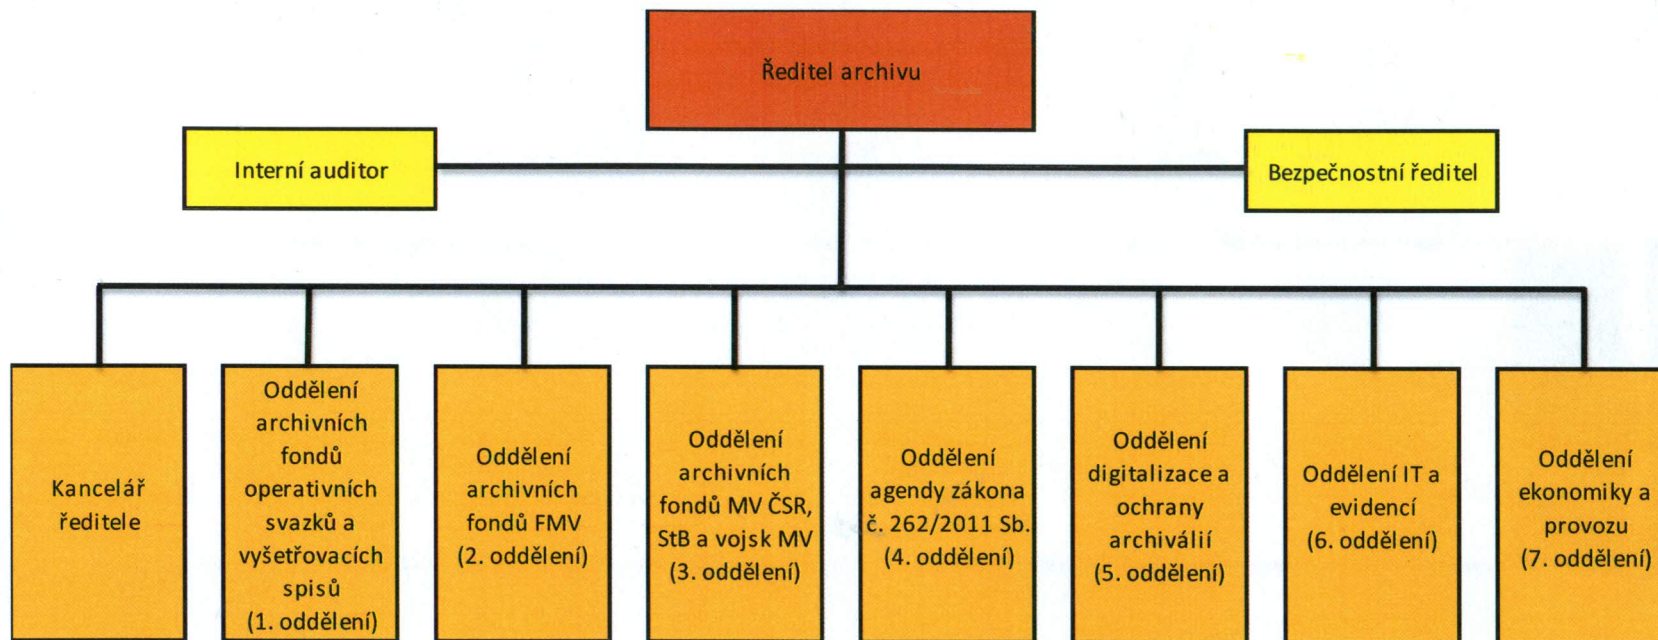 Ředitel archivu
Interní auditor
Bezpečnostní ředitel
Kancelář
ředitele
Oddělení
archivních
fondů
operativních
svazků a
vyšetřovacích
spisů
(1. oddělení)
Oddělení
archivních
fondů FMV
(2. oddělení)
Oddělení
archivních
fondů MV ČSR,
StB a vojsk MV
(3. oddělení)
Oddělení
agendy zákona
č. 262/2011 Sb.
(4. oddělení)
Oddělení
digitalizace a
ochrany
archiválií
(5. oddělení)
Oddělení IT a
evidencí
(6. oddělení)
Oddělení
ekonomiky a
provozu
(7. oddělení)